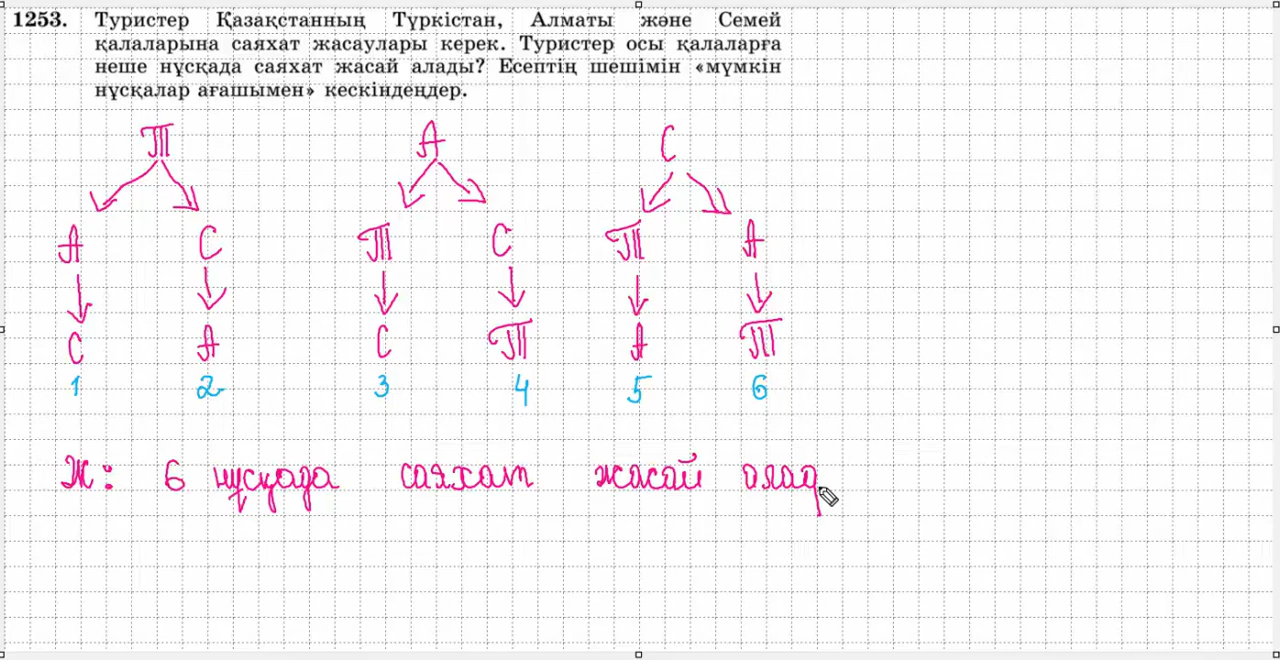 1253. Туристер Қазақстанның Түркістан, Алматы және Семей
қалаларына саяхат жасаулары керек. Туристер осы қалаларға
неше нұсқада саяхат жасай алады? Есептің шешімін «мүмкін
нұсқалар ағашымен» кескіндеңдер.
Т А С
А С Т С Т А
С А С Т А Т
1 2 3 4 5 6
Ж: 6 нұсқада саяхат жасай алад